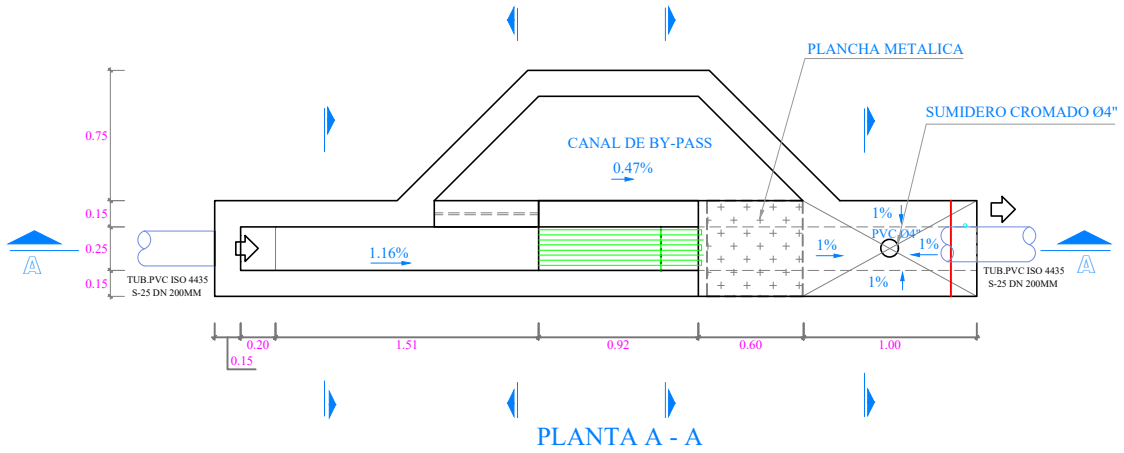 PLANCHA METALICA
SUMIDERO CROMADO Ø4"
0.75
CANAL DE BY-PASS
0.47%
0.15
1%
PVC Ø4"
0.25
1.16%
1%
1%
A
A
TUB.PVC ISO 4435
S-25 DN 200MM
TUB.PVC ISO 4435
S-25 DN 200MM
0.15
1%
0.20
1.51
0.92
0.60
1.00
0.15
PLANTA A - A